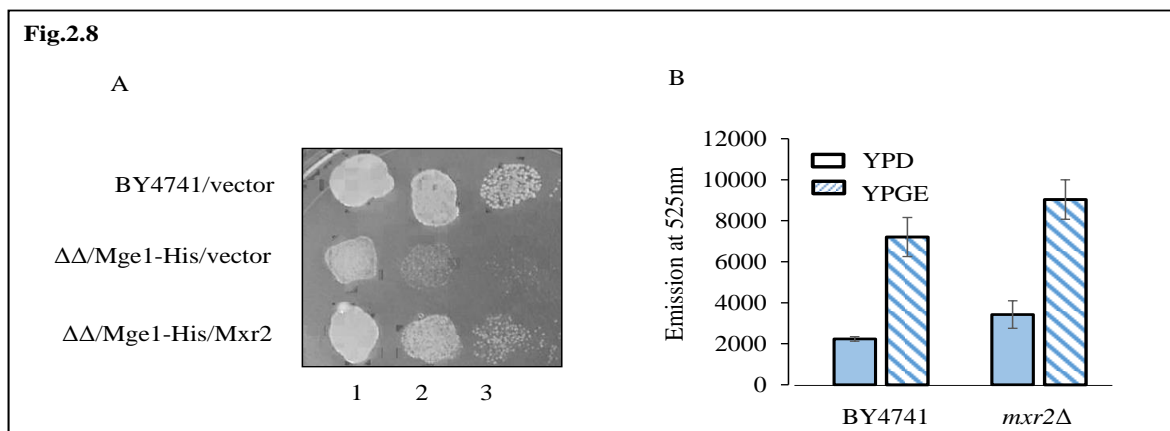 Fig.2.8
A
BY4741/vector
ΔΔ/Mge1-His/vector
ΔΔ/Mge1-His/Mxr2
1 2 3
B
Emission at 525nm
12000
10000
8000
6000
4000
2000
0
YPD
YPGE
BY4741 mxr2Δ